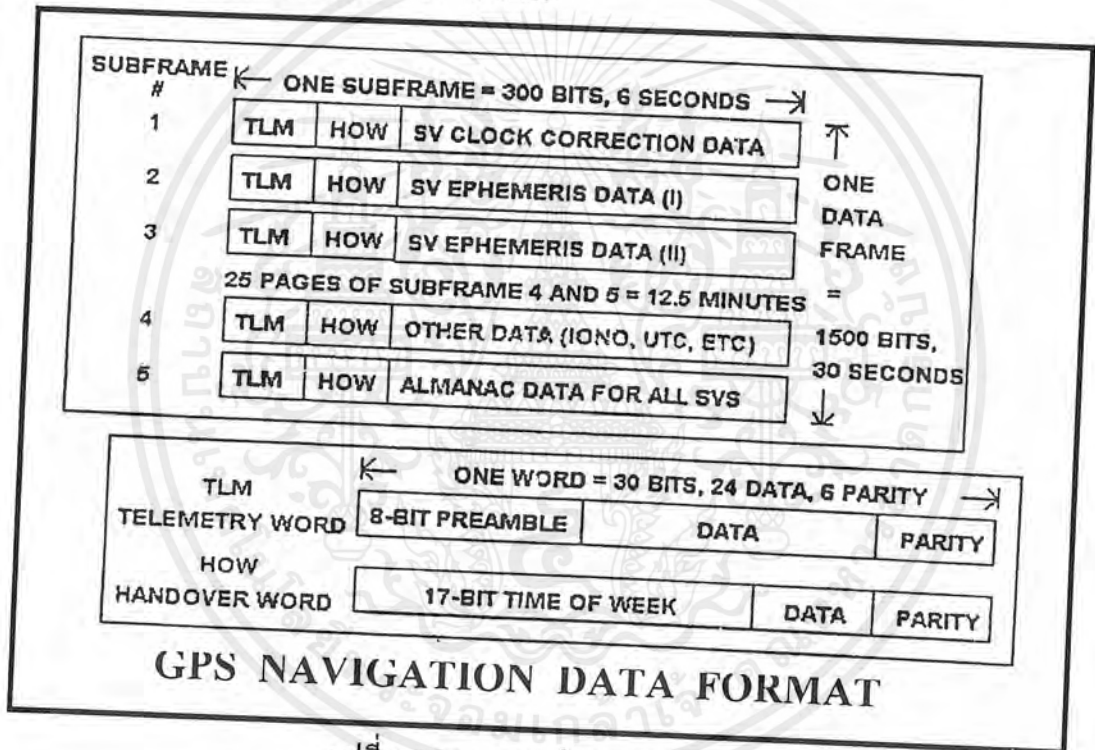 SUBFRAME #
ONE SUBFRAME = 300 BITS, 6 SECONDS
1 TLM HOW SV CLOCK CORRECTION DATA
2 TLM HOW SV EPHEMERIS DATA (I)
3 TLM HOW SV EPHEMERIS DATA (II)
25 PAGES OF SUBFRAME 4 AND 5 = 12.5 MINUTES
4 TLM HOW OTHER DATA (IONO, UTC, ETC)
5 TLM HOW ALMANAC DATA FOR ALL SVS
ONE
DATA
FRAME
=
1500 BITS,
30 SECONDS
ONE WORD = 30 BITS, 24 DATA, 6 PARITY
TLM
TELEMETRY WORD 8-BIT PREAMBLE DATA PARITY
HOW
HANDOVER WORD 17-BIT TIME OF WEEK DATA PARITY
GPS NAVIGATION DATA FORMAT